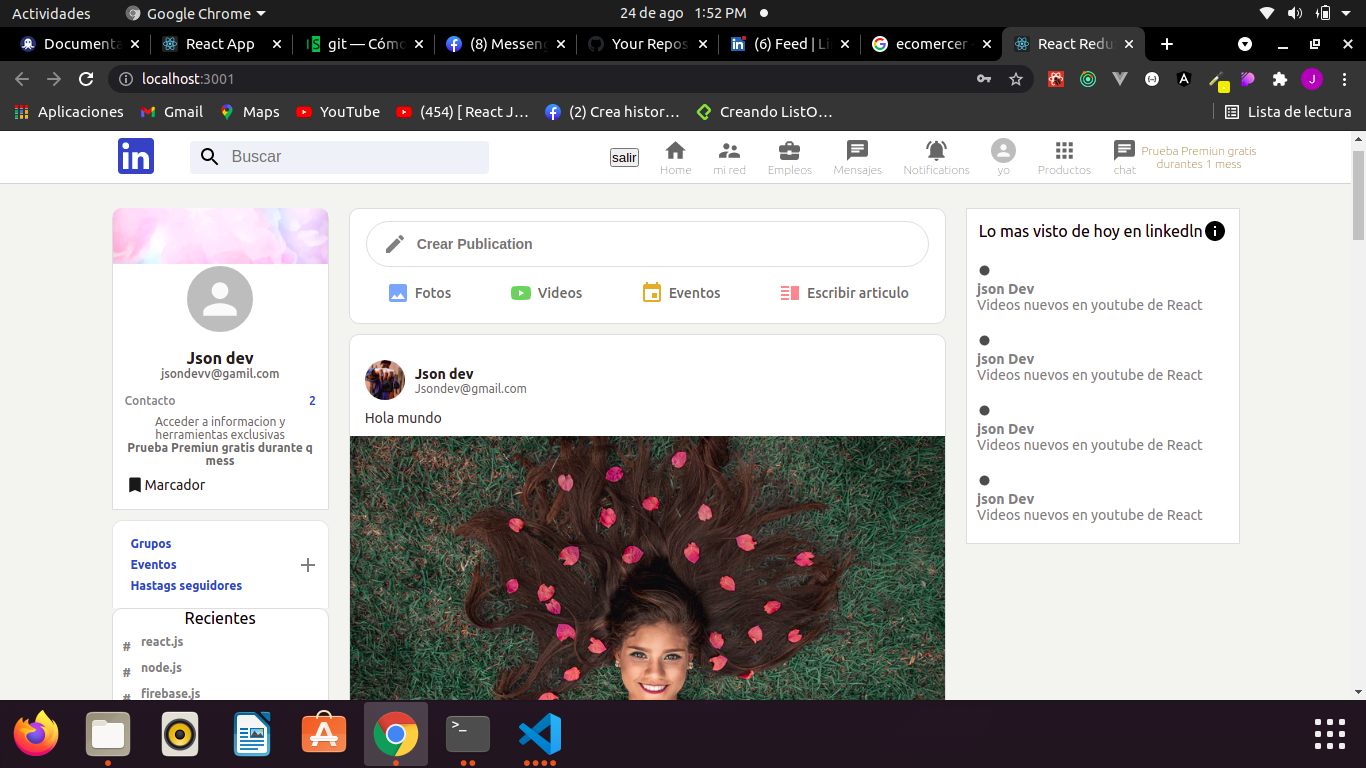 Actividades
Google Chrome
24 de ago 1:52 PM
Documenta
React App
git — Cómo
(8) Messeng
Your Repos
(6) Feed | Li
ecomercer
React Redu
localhost:3001
J
Aplicaciones
Gmail
Maps
YouTube
(454) [ React J…
(2) Crea histor…
Creando ListO…
Lista de lectura
in
Buscar
salir
Home
mi red
Empleos
Mensajes
Notifications
yo
Productos
chat
Prueba Premiun gratis
durantes 1 mess
Json dev
jsondevv@gamil.com
Contacto 2
Acceder a informacion y
herramientas exclusivas
Prueba Premiun gratis durante q
mess
Marcador
Grupos
Eventos
Hastags seguidores
Recientes
# react.js
# node.js
# firebase.js
Crear Publication
Fotos
Videos
Eventos
Escribir articulo
Json dev
Jsondev@gmail.com
Hola mundo
Lo mas visto de hoy en linkedln
json Dev
Videos nuevos en youtube de React
json Dev
Videos nuevos en youtube de React
json Dev
Videos nuevos en youtube de React
json Dev
Videos nuevos en youtube de React